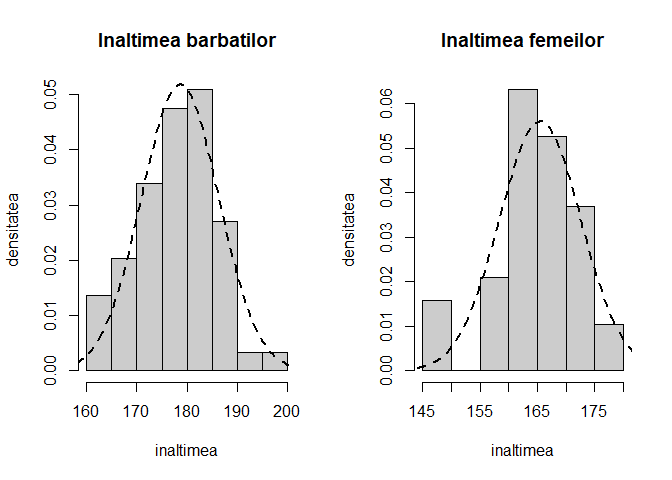 Inaltimea barbatilor
densitatea
0.05
0.04
0.03
0.02
0.01
0.00
160 170 180 190 200
inaltimea
Inaltimea femeilor
densitatea
0.06
0.05
0.04
0.03
0.02
0.01
0.00
145 155 165 175
inaltimea